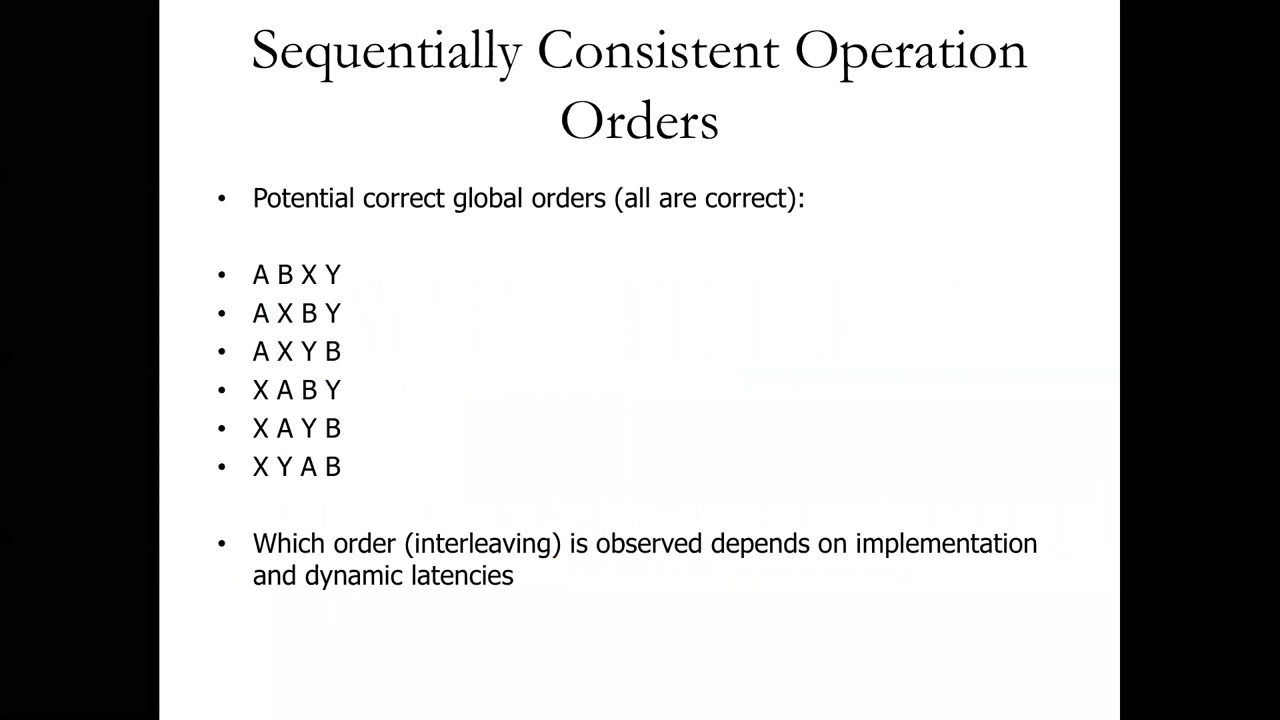 Sequentially Consistent Operation
Orders
• Potential correct global orders (all are correct):
• A B X Y
• A X B Y
• A X Y B
• X A B Y
• X A Y B
• X Y A B
• Which order (interleaving) is observed depends on implementation
and dynamic latencies